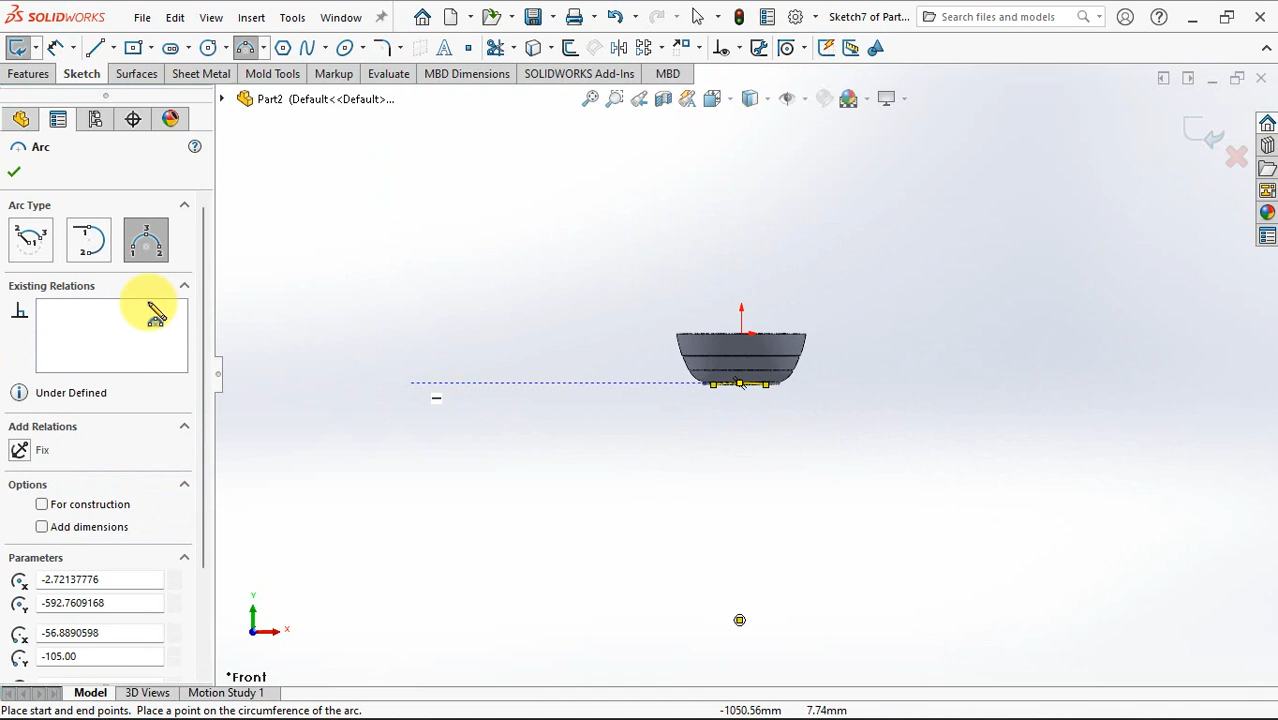 SOLIDWORKS File Edit View Insert Tools Window Sketch7 of Part... Search files and models
Features Sketch Surfaces Sheet Metal Mold Tools Markup Evaluate MBD Dimensions SOLIDWORKS Add-Ins MBD
Part2 (Default<<Default>...
Arc
Arc Type
Existing Relations
Under Defined
Add Relations
Fix
Options
For construction
Add dimensions
Parameters
-2.72137776
-592.7609168
-56.8890598
-105.00
Y
X
*Front
Model 3D Views Motion Study 1
Place start and end points. Place a point on the circumference of the arc. -1050.56mm 7.74mm